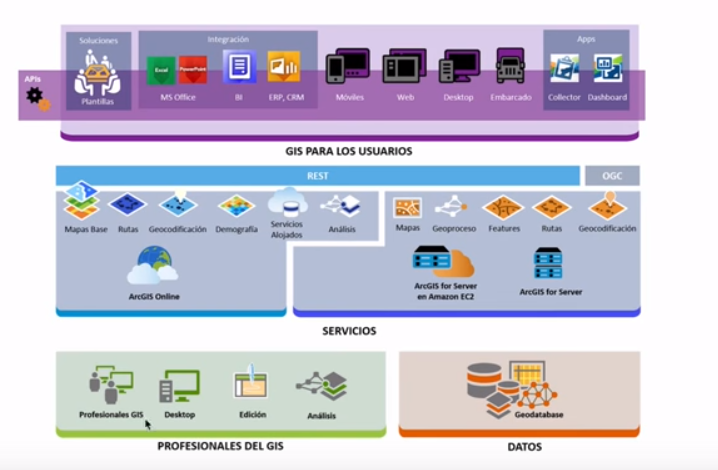 Soluciones
Integración
Apps
APIs
Excel
PowerPoint
Plantillas
MS Office
BI
ERP, CRM
Móviles
Web
Desktop
Embarcado
Collector
Dashboard
GIS PARA LOS USUARIOS
REST
OGC
Mapas Base
Rutas
Geocodificación
Demografía
Servicios
Alojados
Análisis
Mapas
Geoproceso
Features
Rutas
Geocodificación
ArcGIS Online
ArcGIS for Server
en Amazon EC2
ArcGIS for Server
SERVICIOS
Profesionales GIS
Desktop
Edición
Análisis
Geodatabase
PROFESIONALES DEL GIS
DATOS